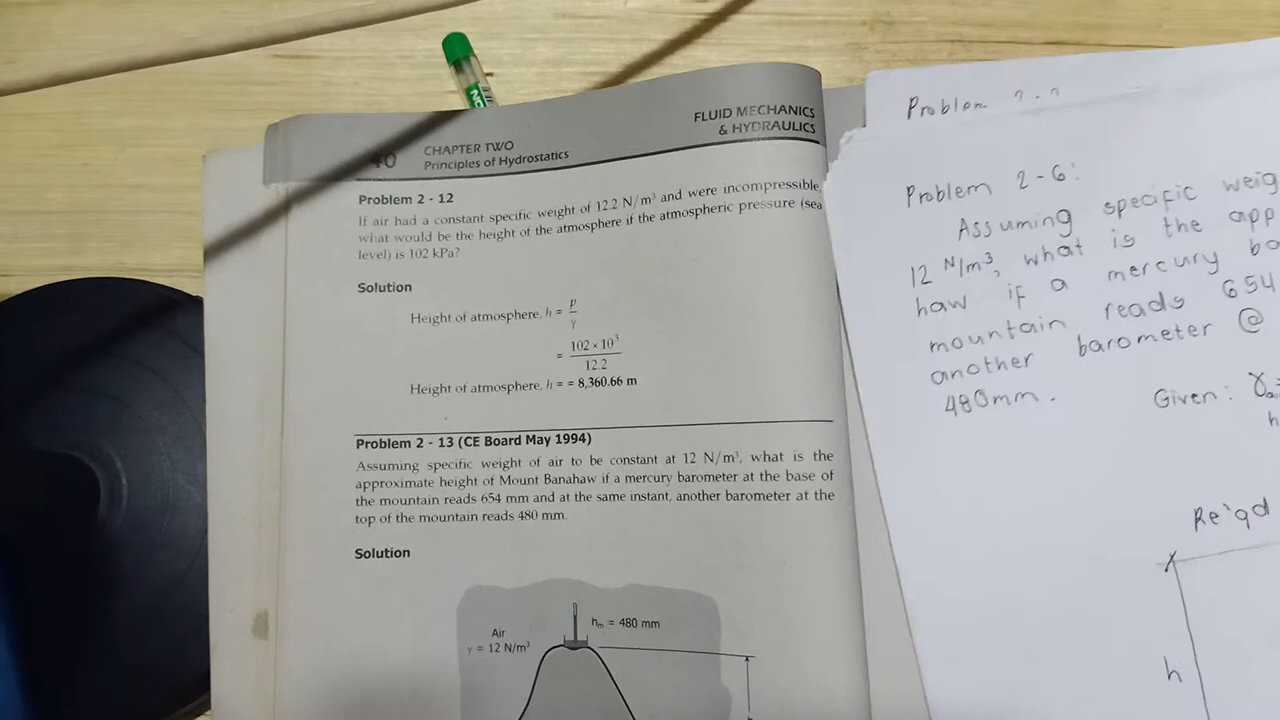 40
CHAPTER TWO
Principles of Hydrostatics
FLUID MECHANICS
& HYDRAULICS
Problem 2 - 12
If air had a constant specific weight of 12.2 N/m³ and were incompressible
what would be the height of the atmosphere if the atmospheric pressure (sea
level) is 102 kPa?
Solution
Height of atmosphere, h = p/γ
= 102 × 10³/12.2
Height of atmosphere, h = = 8,360.66 m
Problem 2 - 13 (CE Board May 1994)
Assuming specific weight of air to be constant at 12 N/m³, what is the
approximate height of Mount Banahaw if a mercury barometer at the base of
the mountain reads 654 mm and at the same instant, another barometer at the
top of the mountain reads 480 mm.
Solution
hm = 480 mm
Air
γ = 12 N/m³
Problem
Problem 2-6:
Assuming specific weig
12 N/m³, what is the app
haw if a mercury ba
mountain reads 654
another barometer @
480mm.
Given: γa
h
Re'qd
h